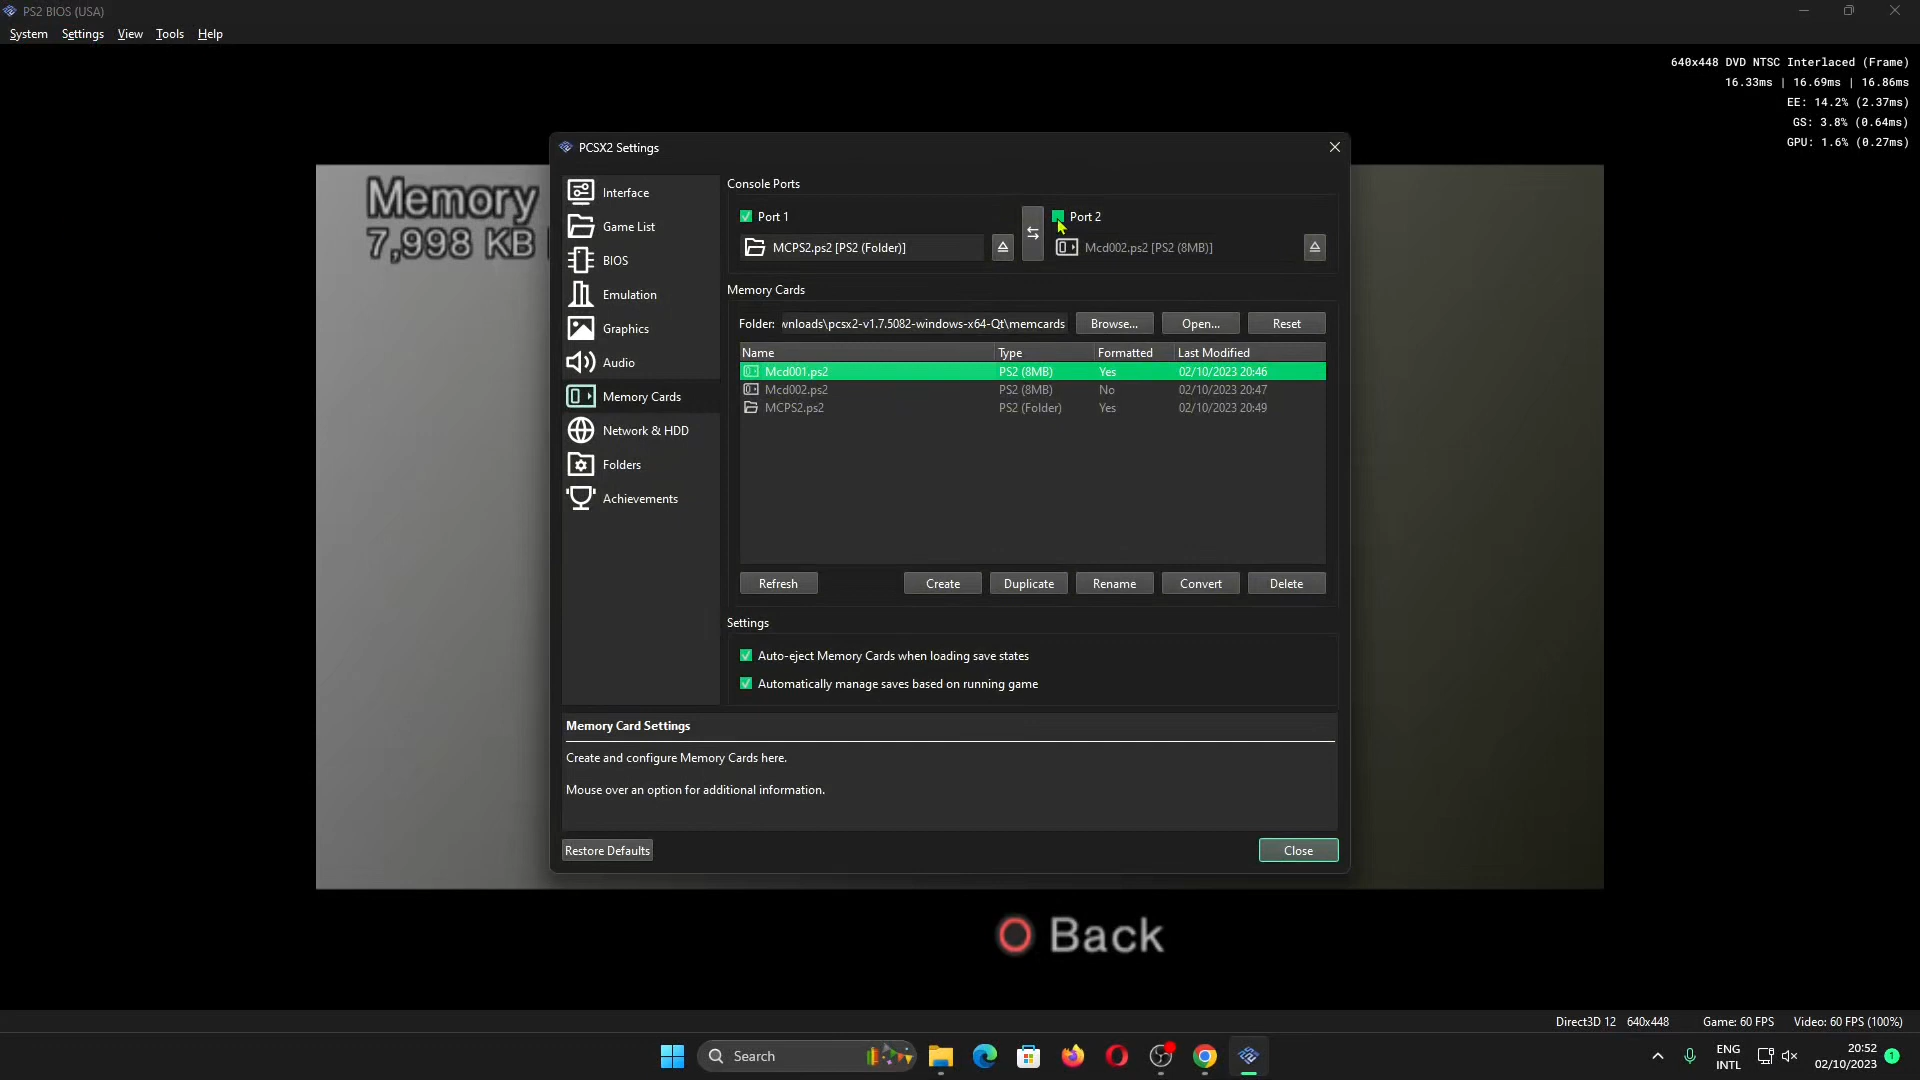 PS2 BIOS (USA)
System Settings View Tools Help
640x448 DVD NTSC Interlaced (Frame)
16.33ms | 16.69ms | 16.86ms
EE: 14.2% (2.37ms)
GS: 3.8% (0.64ms)
GPU: 1.6% (0.27ms)
Memory
7,998 KB
PCSX2 Settings
Interface
Game List
BIOS
Emulation
Graphics
Audio
Memory Cards
Network & HDD
Folders
Achievements
Console Ports
Port 1
MCPS2.ps2 [PS2 (Folder)]
Port 2
Mcd002.ps2 [PS2 (8MB)]
Memory Cards
Folder: wnloads\pcsx2-v1.7.5082-windows-x64-Qt\memcards Browse... Open... Reset
Name Type Formatted Last Modified
Mcd001.ps2 PS2 (8MB) Yes 02/10/2023 20:46
Mcd002.ps2 PS2 (8MB) No 02/10/2023 20:47
MCPS2.ps2 PS2 (Folder) Yes 02/10/2023 20:49
Refresh Create Duplicate Rename Convert Delete
Settings
Auto-eject Memory Cards when loading save states
Automatically manage saves based on running game
Memory Card Settings
Create and configure Memory Cards here.
Mouse over an option for additional information.
Restore Defaults Close
Back
Direct3D 12 640x448 Game: 60 FPS Video: 60 FPS (100%)
Search
ENG
INTL
20:52
02/10/2023
1